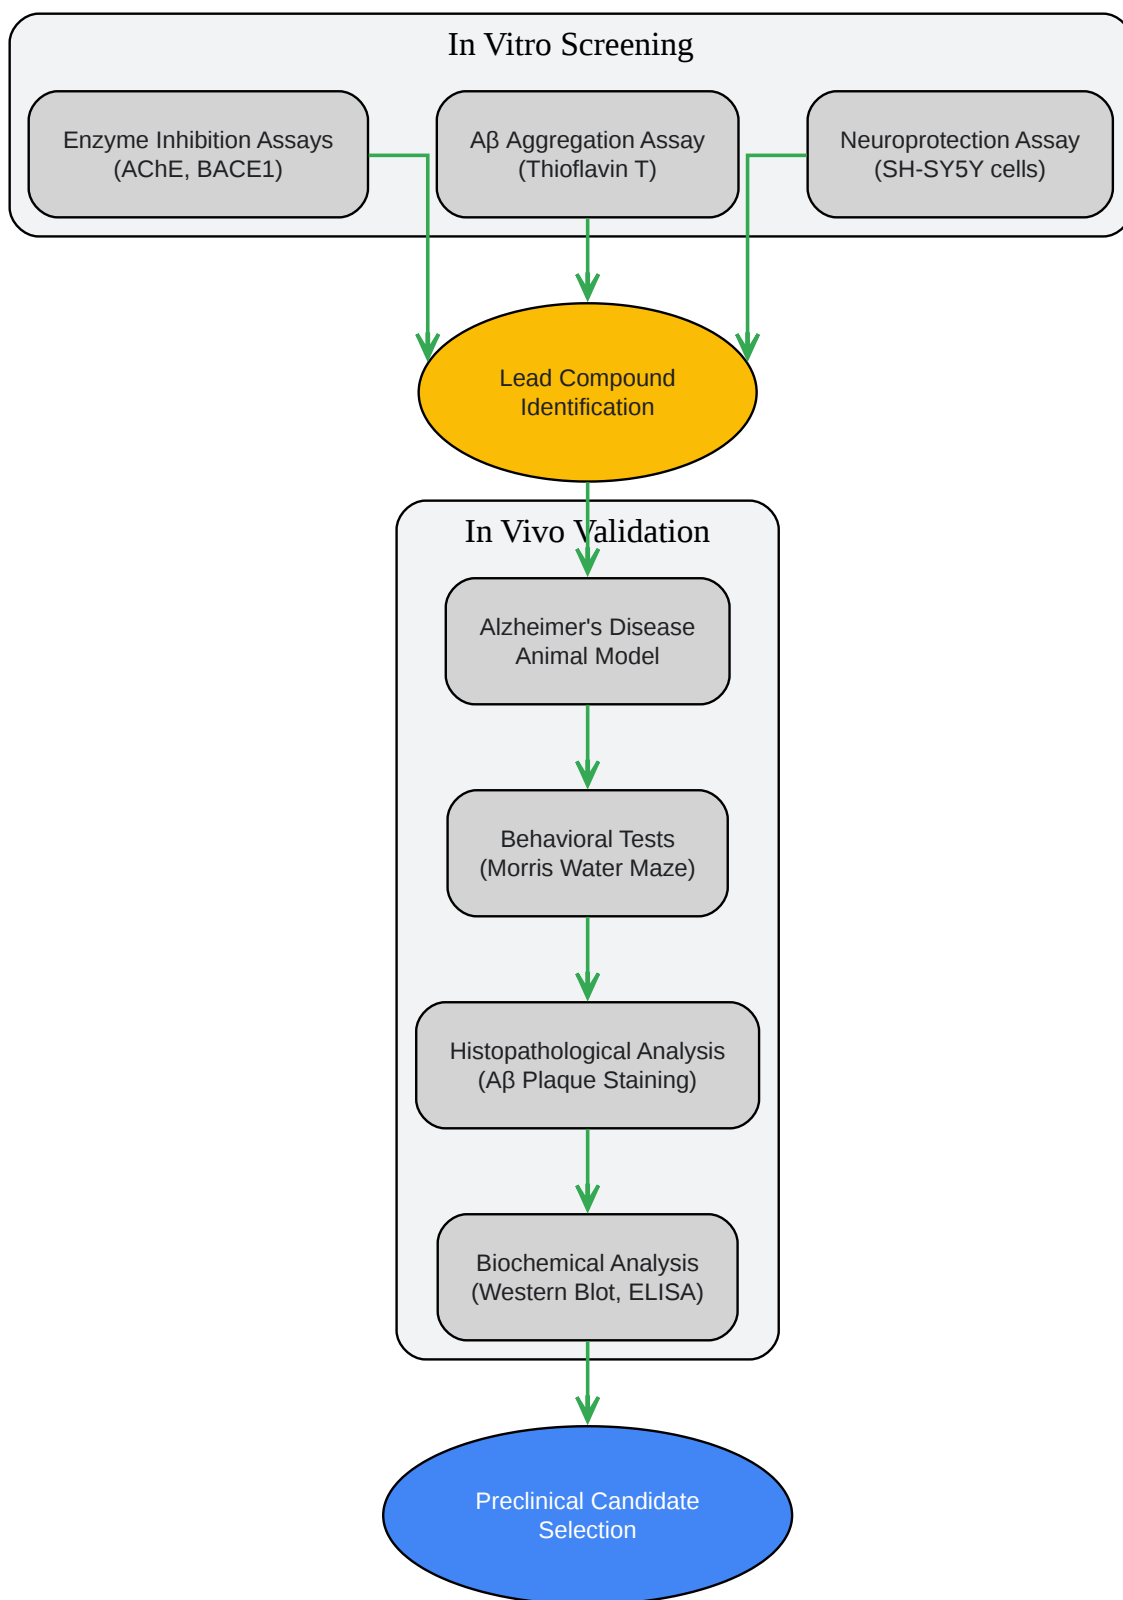 In Vitro Screening
Enzyme Inhibition Assays
(AChE, BACE1)
Aβ Aggregation Assay
(Thioflavin T)
Neuroprotection Assay
(SH-SY5Y cells)
Lead Compound
Identification
In Vivo Validation
Alzheimer's Disease
Animal Model
Behavioral Tests
(Morris Water Maze)
Histopathological Analysis
(Aβ Plaque Staining)
Biochemical Analysis
(Western Blot, ELISA)
Preclinical Candidate
Selection